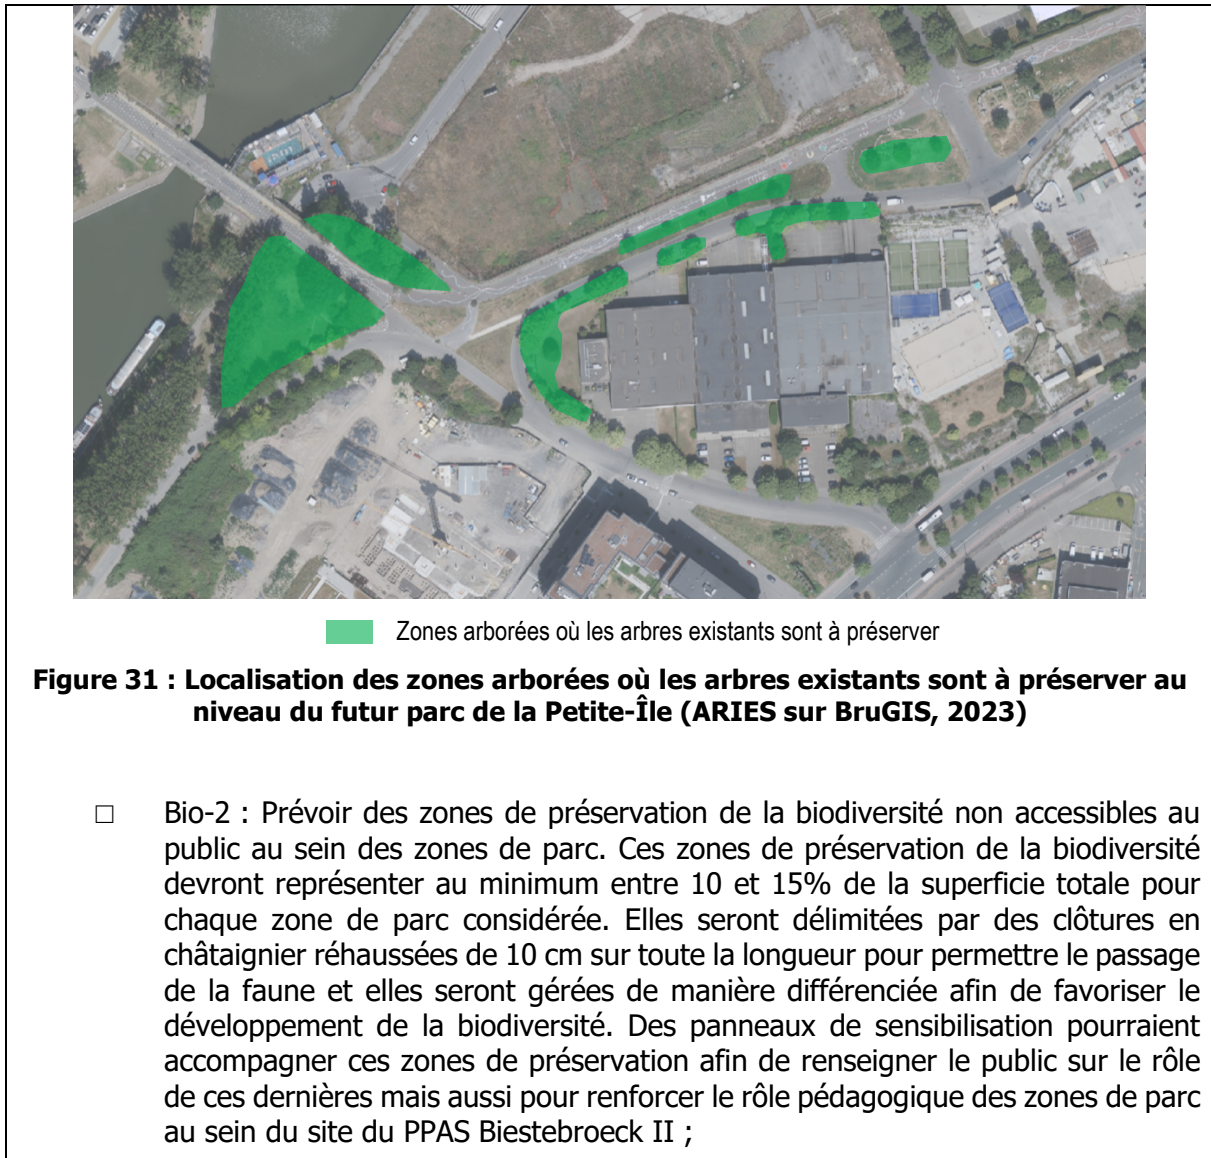 Zones arborées où les arbres existants sont à préserver
Figure 31 : Localisation des zones arborées où les arbres existants sont à préserver au
niveau du futur parc de la Petite-Île (ARIES sur BruGIS, 2023)
□ Bio-2 : Prévoir des zones de préservation de la biodiversité non accessibles au
public au sein des zones de parc. Ces zones de préservation de la biodiversité
devront représenter au minimum entre 10 et 15% de la superficie totale pour
chaque zone de parc considérée. Elles seront délimitées par des clôtures en
châtaignier réhaussées de 10 cm sur toute la longueur pour permettre le passage
de la faune et elles seront gérées de manière différenciée afin de favoriser le
développement de la biodiversité. Des panneaux de sensibilisation pourraient
accompagner ces zones de préservation afin de renseigner le public sur le rôle
de ces dernières mais aussi pour renforcer le rôle pédagogique des zones de parc
au sein du site du PPAS Biestebroeck II ;